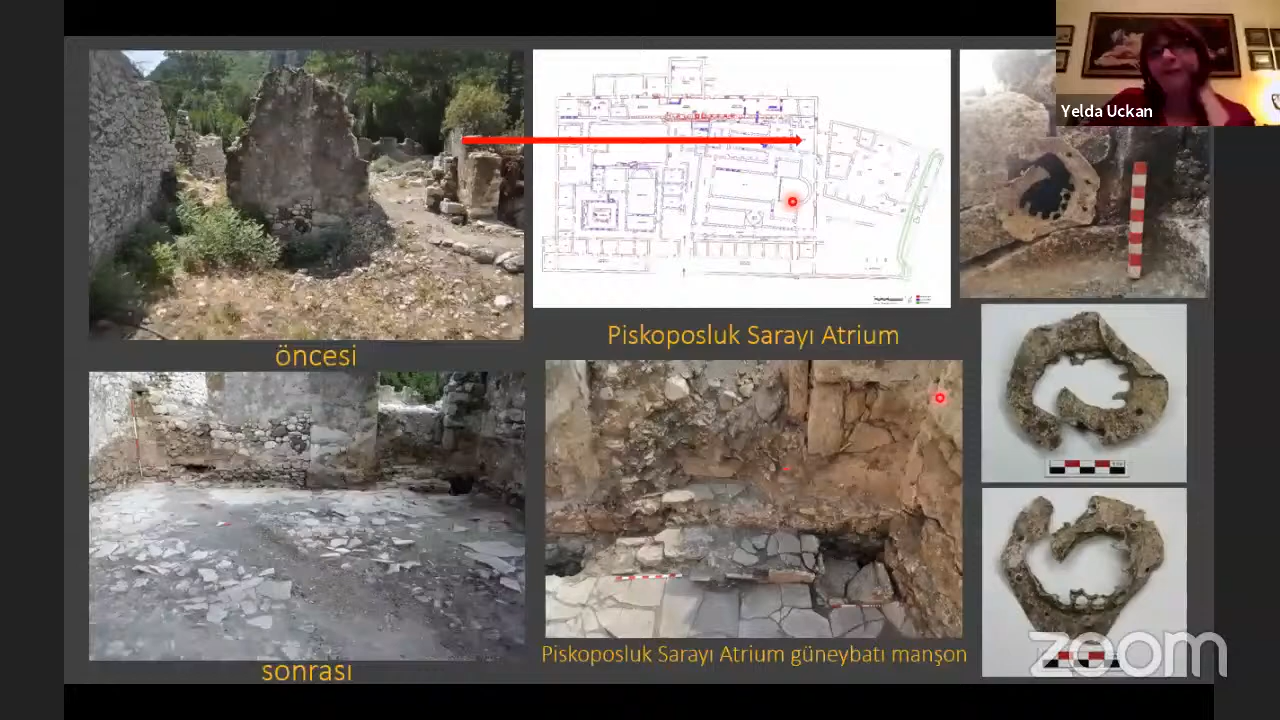 Yelda Uckan
Piskoposluk Sarayı Atrium
öncesi
Piskoposluk Sarayı Atrium güneybatı manşon
sonrası
zoom